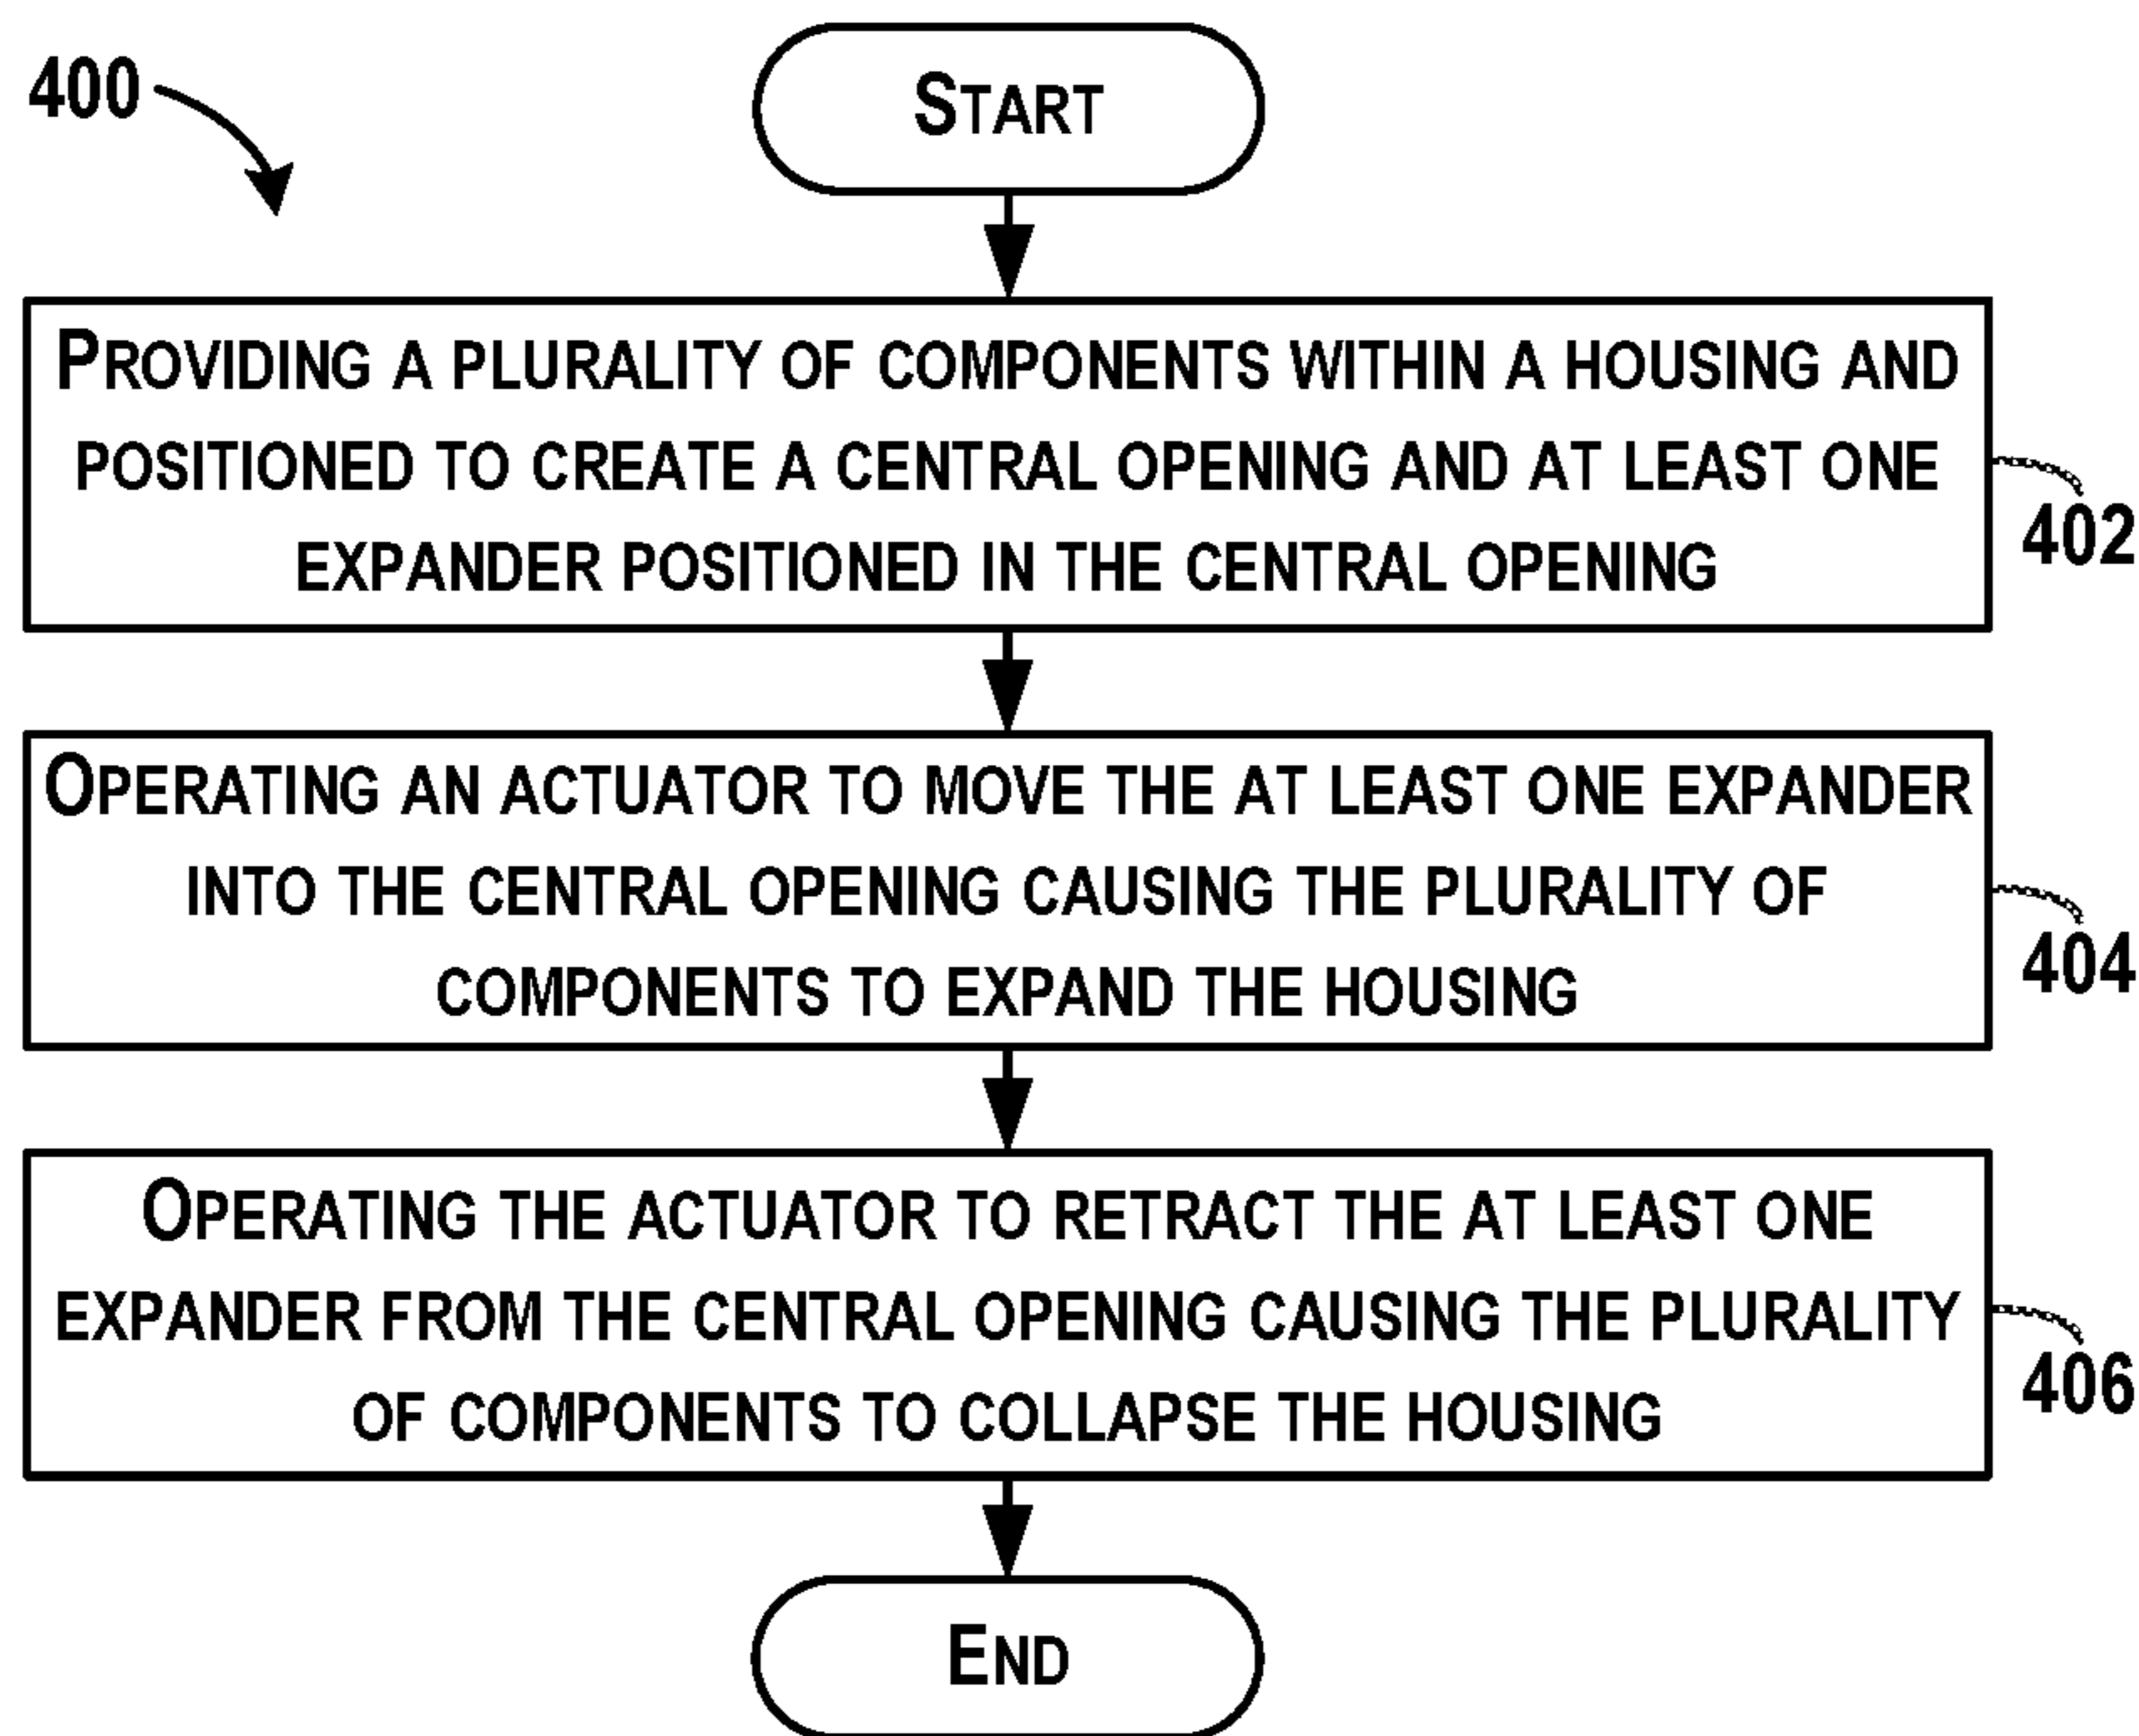 400
START
PROVIDING A PLURALITY OF COMPONENTS WITHIN A HOUSING AND
POSITIONED TO CREATE A CENTRAL OPENING AND AT LEAST ONE
EXPANDER POSITIONED IN THE CENTRAL OPENING
402
OPERATING AN ACTUATOR TO MOVE THE AT LEAST ONE EXPANDER
INTO THE CENTRAL OPENING CAUSING THE PLURALITY OF
COMPONENTS TO EXPAND THE HOUSING
404
OPERATING THE ACTUATOR TO RETRACT THE AT LEAST ONE
EXPANDER FROM THE CENTRAL OPENING CAUSING THE PLURALITY
OF COMPONENTS TO COLLAPSE THE HOUSING
406
END